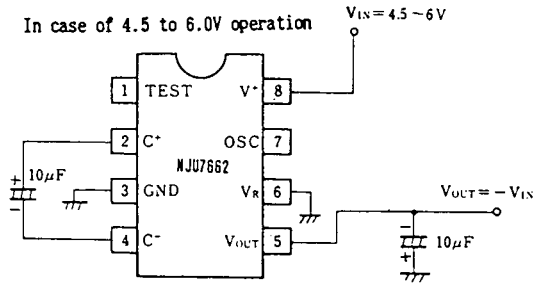 In case of 4.5 to 6.0V operation
VIN=4.5~6V
1 TEST V+ 8
2 C+ OSC 7
NJU7662
+ 10μF −
3 GND VR 6
4 C− VOUT 5
VOUT=−VIN
− 10μF +